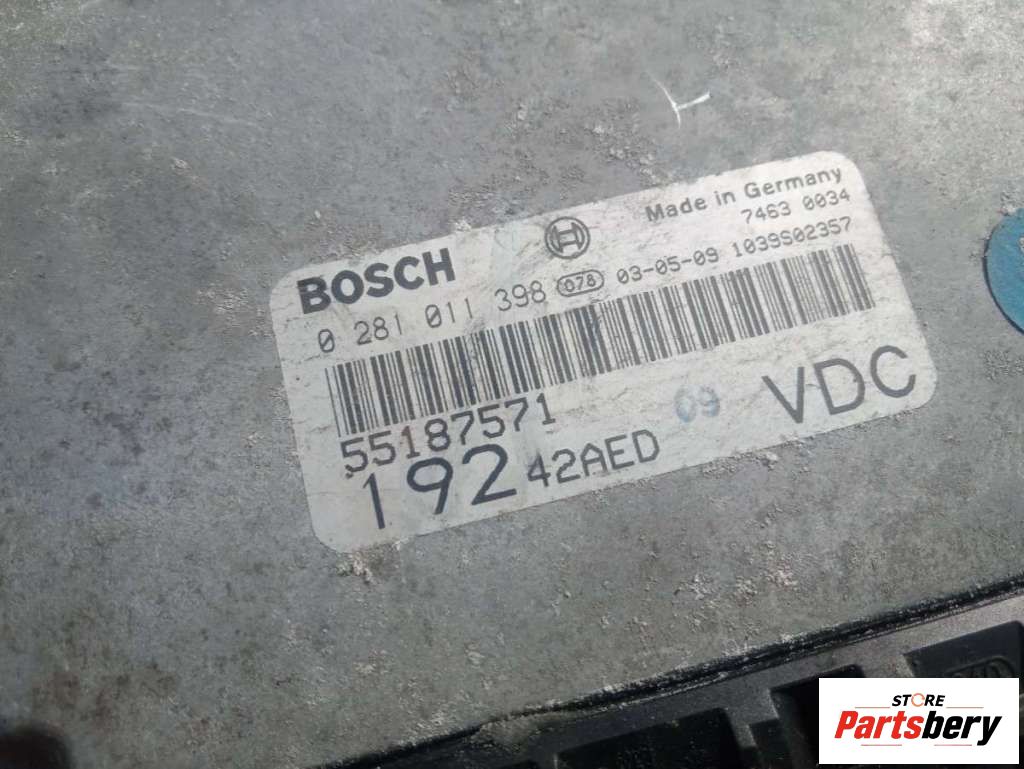 BOSCH
Made in Germany
7463 0034
0 281 011 398 078 03-05-09 1039S02357
55187571
192 42AED 09 VDC
STORE
Partsbery